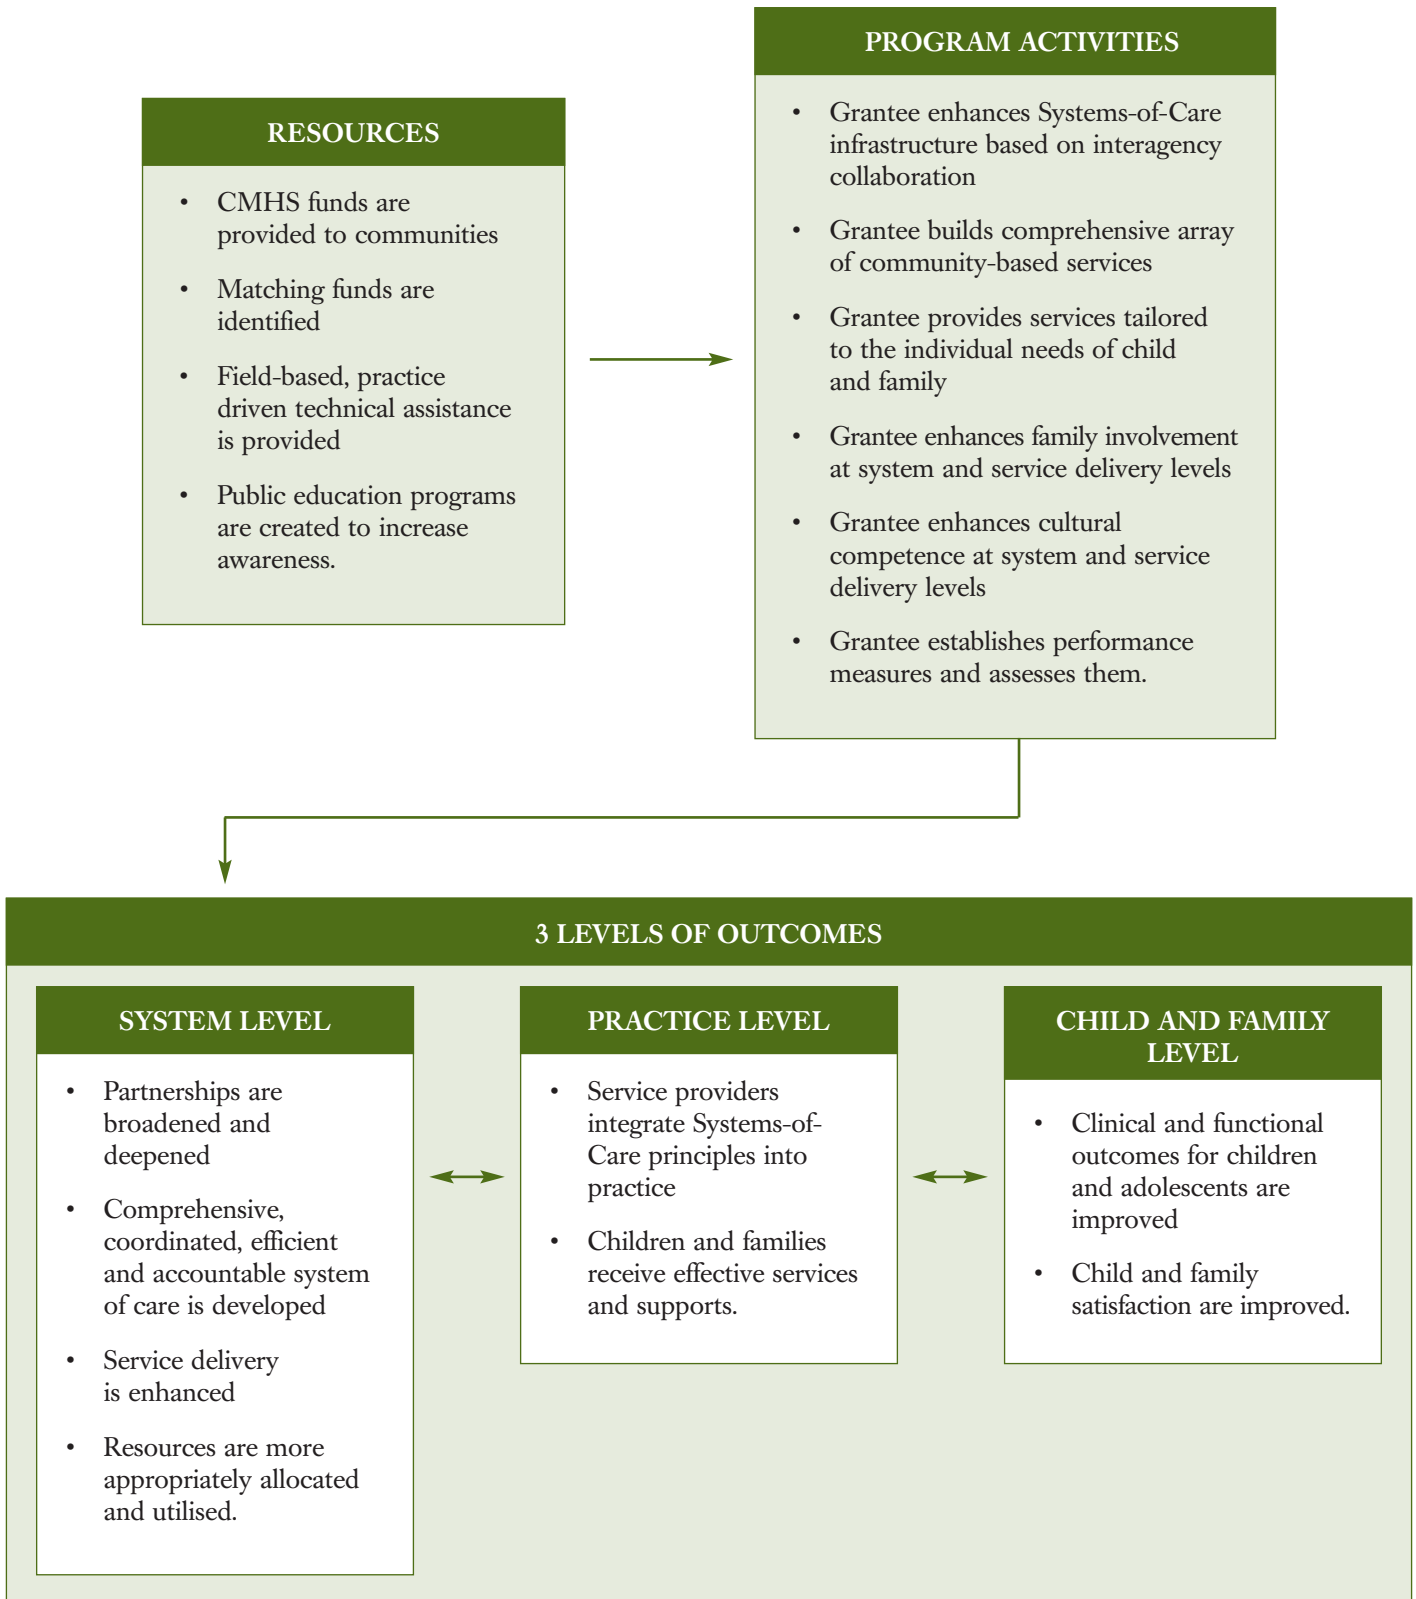 RESOURCES
• CMHS funds are
provided to communities
• Matching funds are
identified
• Field-based, practice
driven technical assistance
is provided
• Public education programs
are created to increase
awareness.
PROGRAM ACTIVITIES
• Grantee enhances Systems-of-Care
infrastructure based on interagency
collaboration
• Grantee builds comprehensive array
of community-based services
• Grantee provides services tailored
to the individual needs of child
and family
• Grantee enhances family involvement
at system and service delivery levels
• Grantee enhances cultural
competence at system and service
delivery levels
• Grantee establishes performance
measures and assesses them.
3 LEVELS OF OUTCOMES
SYSTEM LEVEL
• Partnerships are
broadened and
deepened
• Comprehensive,
coordinated, efficient
and accountable system
of care is developed
• Service delivery
is enhanced
• Resources are more
appropriately allocated
and utilised.
PRACTICE LEVEL
• Service providers
integrate Systems-of-
Care principles into
practice
• Children and families
receive effective services
and supports.
CHILD AND FAMILY
LEVEL
• Clinical and functional
outcomes for children
and adolescents are
improved
• Child and family
satisfaction are improved.